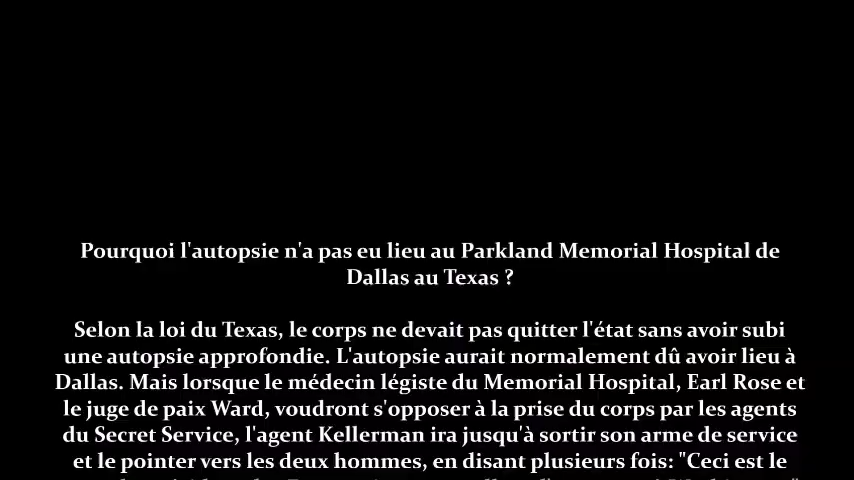 Pourquoi l'autopsie n'a pas eu lieu au Parkland Memorial Hospital de
Dallas au Texas ?
Selon la loi du Texas, le corps ne devait pas quitter l'état sans avoir subi
une autopsie approfondie. L'autopsie aurait normalement dû avoir lieu à
Dallas. Mais lorsque le médecin légiste du Memorial Hospital, Earl Rose et
le juge de paix Ward, voudront s'opposer à la prise du corps par les agents
du Secret Service, l'agent Kellerman ira jusqu'à sortir son arme de service
et le pointer vers les deux hommes, en disant plusieurs fois: "Ceci est le